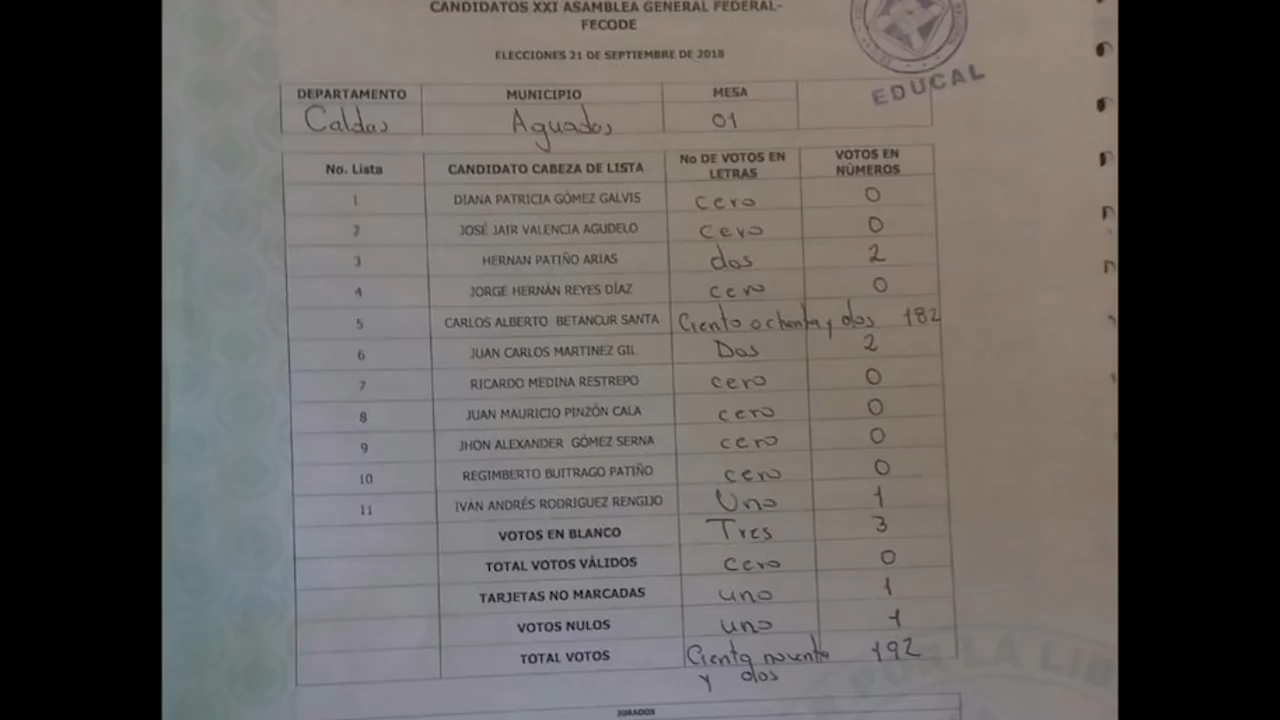 CANDIDATOS XXI ASAMBLEA GENERAL FEDERAL-
FECODE
ELECCIONES 21 DE SEPTIEMBRE DE 2018
EDUCAL
DEPARTAMENTO MUNICIPIO MESA
Caldas Aguadas 01
No. Lista CANDIDATO CABEZA DE LISTA No DE VOTOS EN LETRAS VOTOS EN NÚMEROS
1 DIANA PATRICIA GÓMEZ GALVIS cero 0
2 JOSÉ JAIR VALENCIA AGUDELO cero 0
3 HERNAN PATIÑO ARIAS dos 2
4 JORGE HERNÁN REYES DÍAZ cero 0
5 CARLOS ALBERTO BETANCUR SANTA Ciento ochenta y dos 182
6 JUAN CARLOS MARTINEZ GIL Dos 2
7 RICARDO MEDINA RESTREPO cero 0
8 JUAN MAURICIO PINZÓN CALA cero 0
9 JHON ALEXANDER GÓMEZ SERNA cero 0
10 REGIMBERTO BUITRAGO PATIÑO cero 0
11 IVÁN ANDRÉS RODRÍGUEZ RENGIJO Uno 1
VOTOS EN BLANCO Tres 3
TOTAL VOTOS VÁLIDOS cero 0
TARJETAS NO MARCADAS uno 1
VOTOS NULOS uno 1
TOTAL VOTOS Ciento noventa y dos 192
POR LA LIB
JURADOS